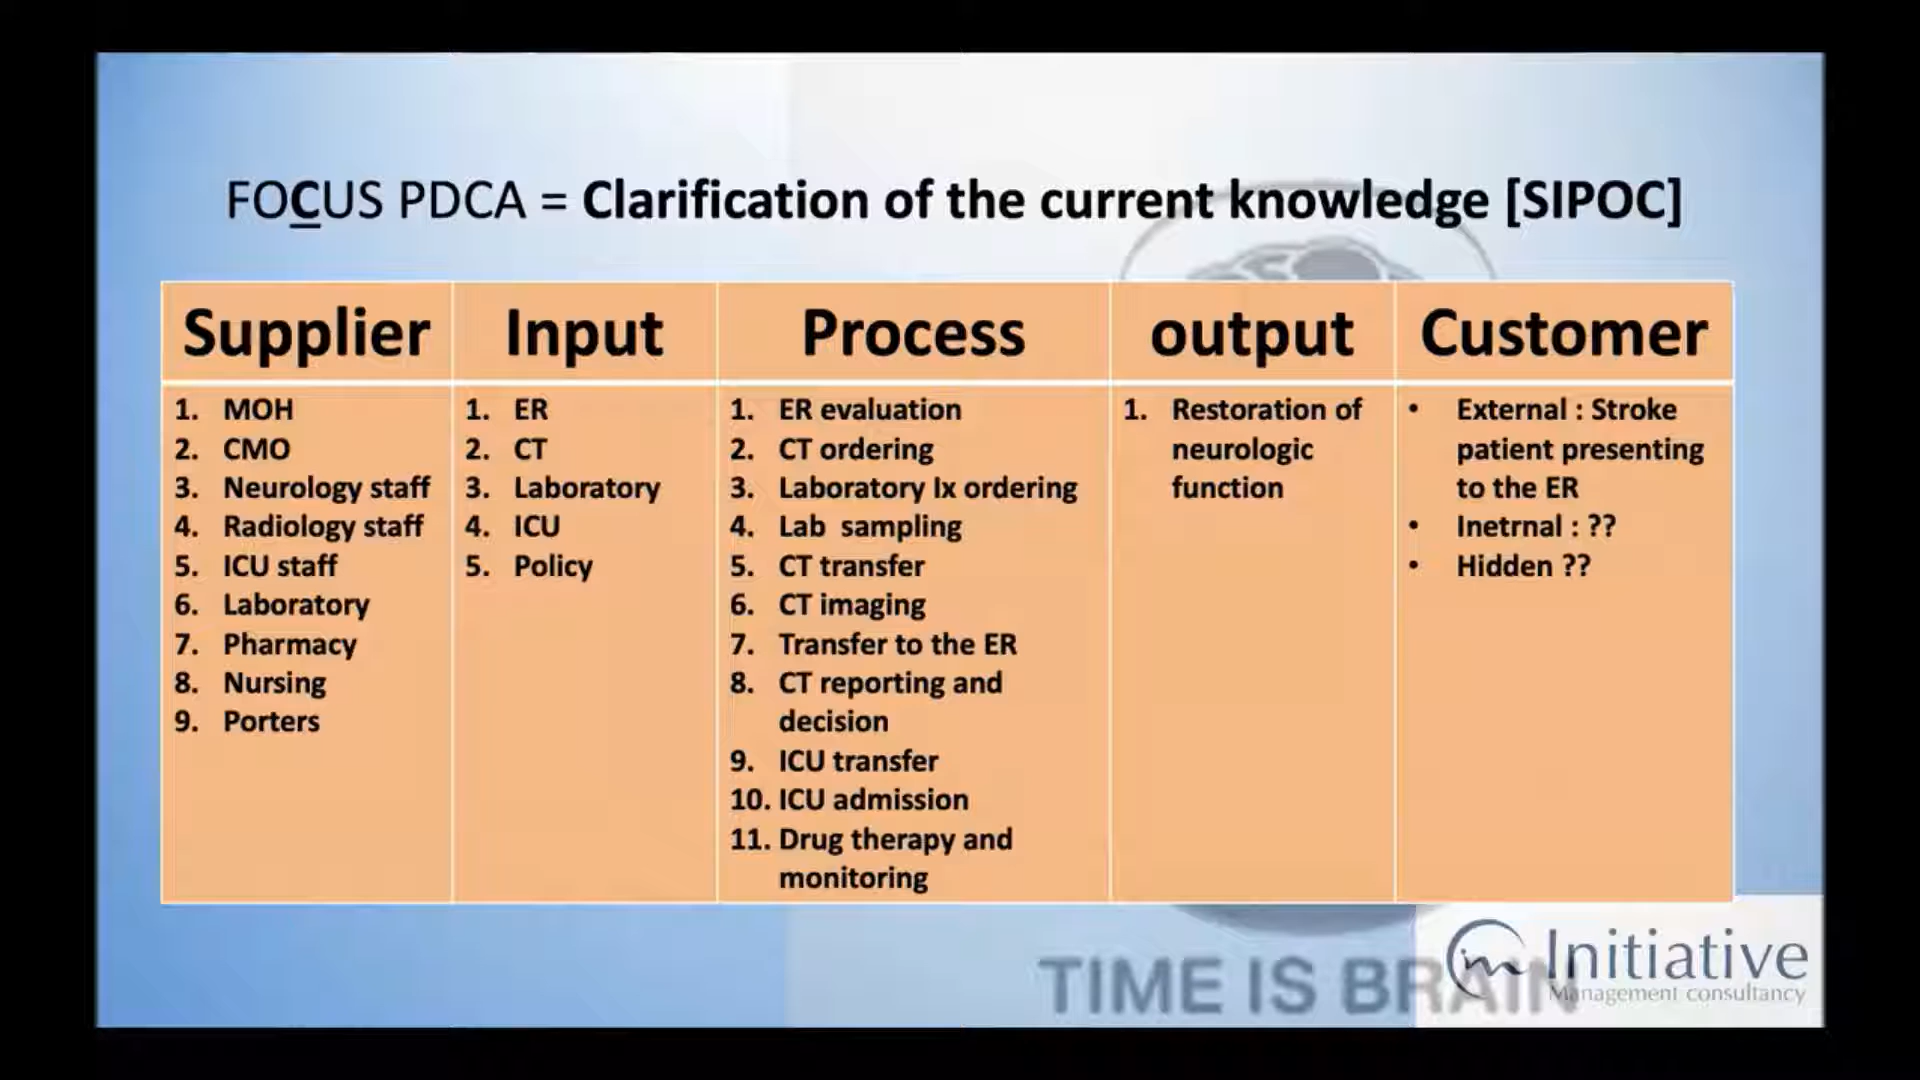 FOCUS PDCA = Clarification of the current knowledge [SIPOC]
Supplier
Input
Process
output
Customer
1. MOH
2. CMO
3. Neurology staff
4. Radiology staff
5. ICU staff
6. Laboratory
7. Pharmacy
8. Nursing
9. Porters
1. ER
2. CT
3. Laboratory
4. ICU
5. Policy
1. ER evaluation
2. CT ordering
3. Laboratory Ix ordering
4. Lab sampling
5. CT transfer
6. CT imaging
7. Transfer to the ER
8. CT reporting and
decision
9. ICU transfer
10. ICU admission
11. Drug therapy and
monitoring
1. Restoration of
neurologic
function
• External : Stroke
patient presenting
to the ER
• Inetrnal : ??
• Hidden ??
TIME IS BRAIN
Initiative
Management consultancy